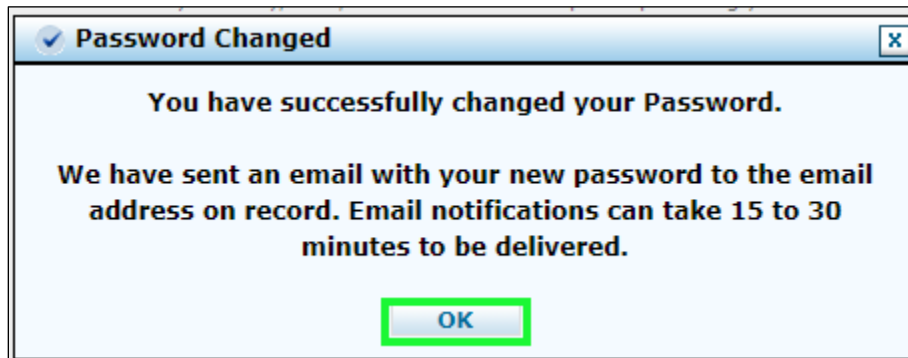 Password Changed
X
You have successfully changed your Password.
We have sent an email with your new password to the email
address on record. Email notifications can take 15 to 30
minutes to be delivered.
OK